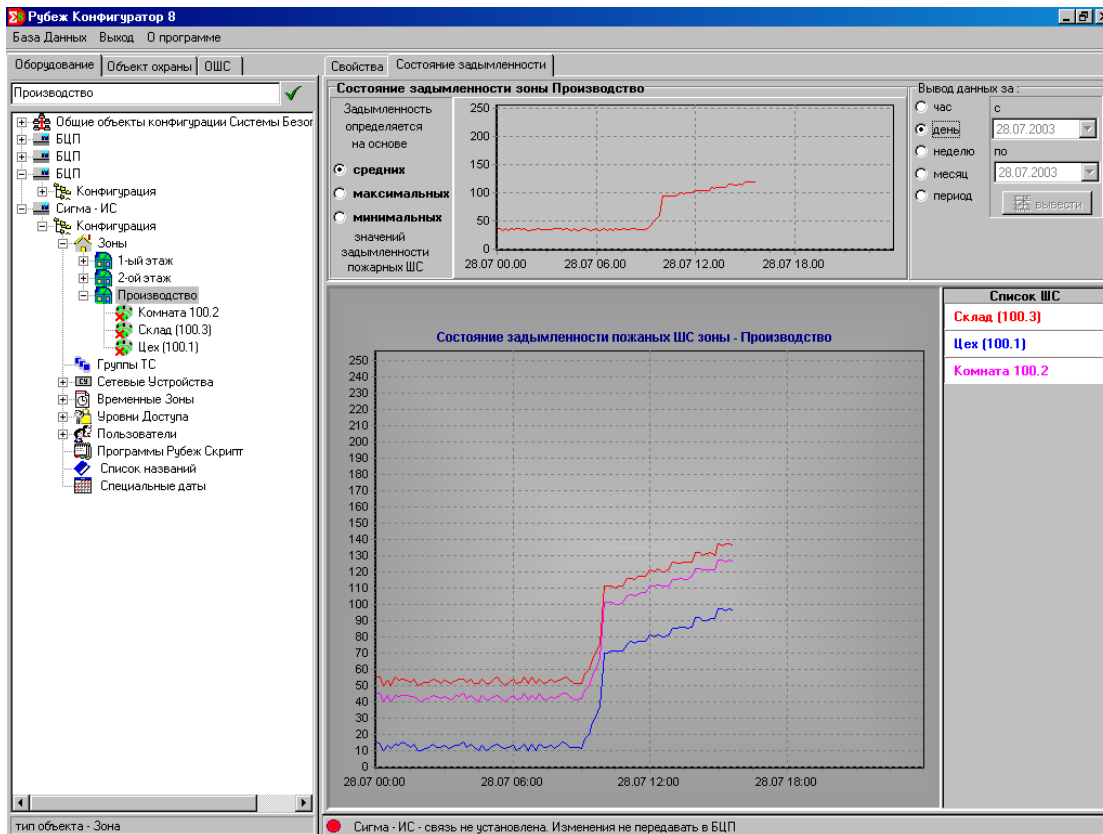 Рубеж Конфигуратор 8
База Данных Выход О программе
Оборудование Объект охраны ОШС
Производство
Общие объекты конфигурации Системы Безог
БЦП
БЦП
БЦП
Конфигурация
Сигма - ИС
Конфигурация
Зоны
1-ый этаж
2-ой этаж
Производство
Комната 100.2
Склад (100.3)
Цех (100.1)
Группы ТС
Сетевые Устройства
Временные Зоны
Уровни Доступа
Пользователи
Программы Рубеж Скрипт
Список названий
Специальные даты
тип объекта - Зона
Свойства Состояние задымленности
Состояние задымленности зоны Производство
Задымленность
определяется
на основе
средних
максимальных
минимальных
значений
задымленности
пожарных ШС
250
200
150
100
50
0
28.07 00:00 28.07 06:00 28.07 12:00 28.07 18:00
Вывод данных за :
час
день
неделю
месяц
период
с
28.07.2003
по
28.07.2003
вывести
Состояние задымленности пожаных ШС зоны - Производство
250
240
230
220
210
200
190
180
170
160
150
140
130
120
110
100
90
80
70
60
50
40
30
20
10
0
28.07 00:00 28.07 06:00 28.07 12:00 28.07 18:00
Список ШС
Склад (100.3)
Цех (100.1)
Комната 100.2
Сигма - ИС - связь не установлена. Изменения не передавать в БЦП